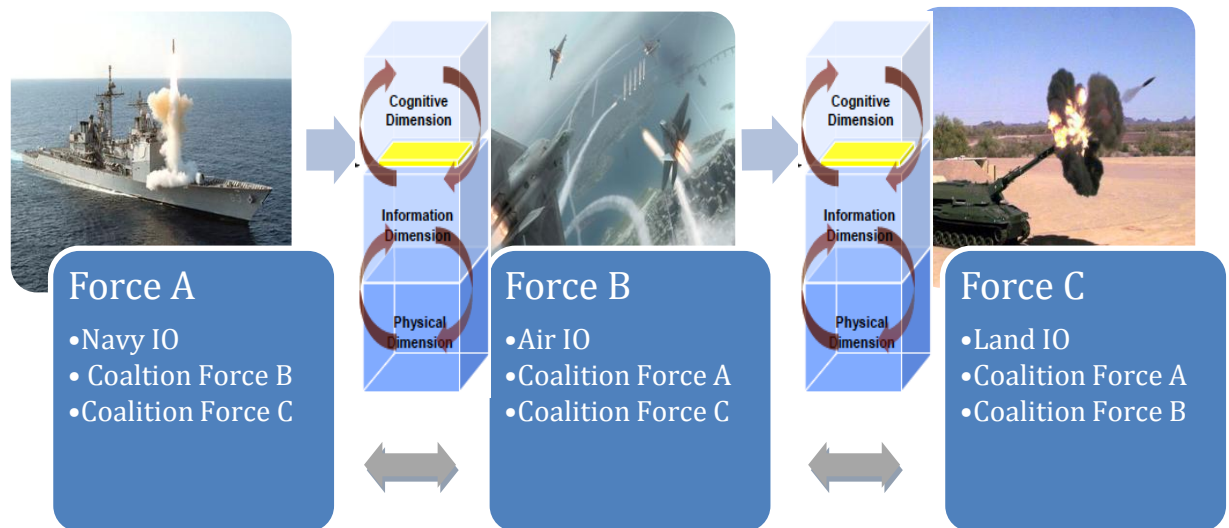 Cognitive
Dimension
Information
Dimension
Physical
Dimension
Cognitive
Dimension
Information
Dimension
Physical
Dimension
Force A
•Navy IO
• Coaltion Force B
•Coalition Force C
Force B
•Air IO
•Coalition Force A
•Coalition Force C
Force C
•Land IO
•Coalition Force A
•Coalition Force B